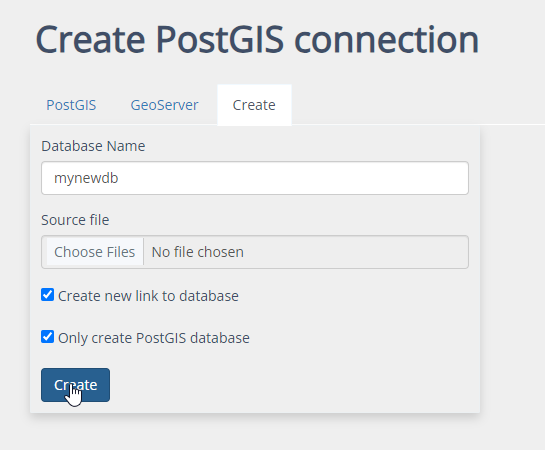 Create PostGIS connection
PostGIS GeoServer Create
Database Name
mynewdb
Source file
Choose Files No file chosen
Create new link to database
Only create PostGIS database
Create